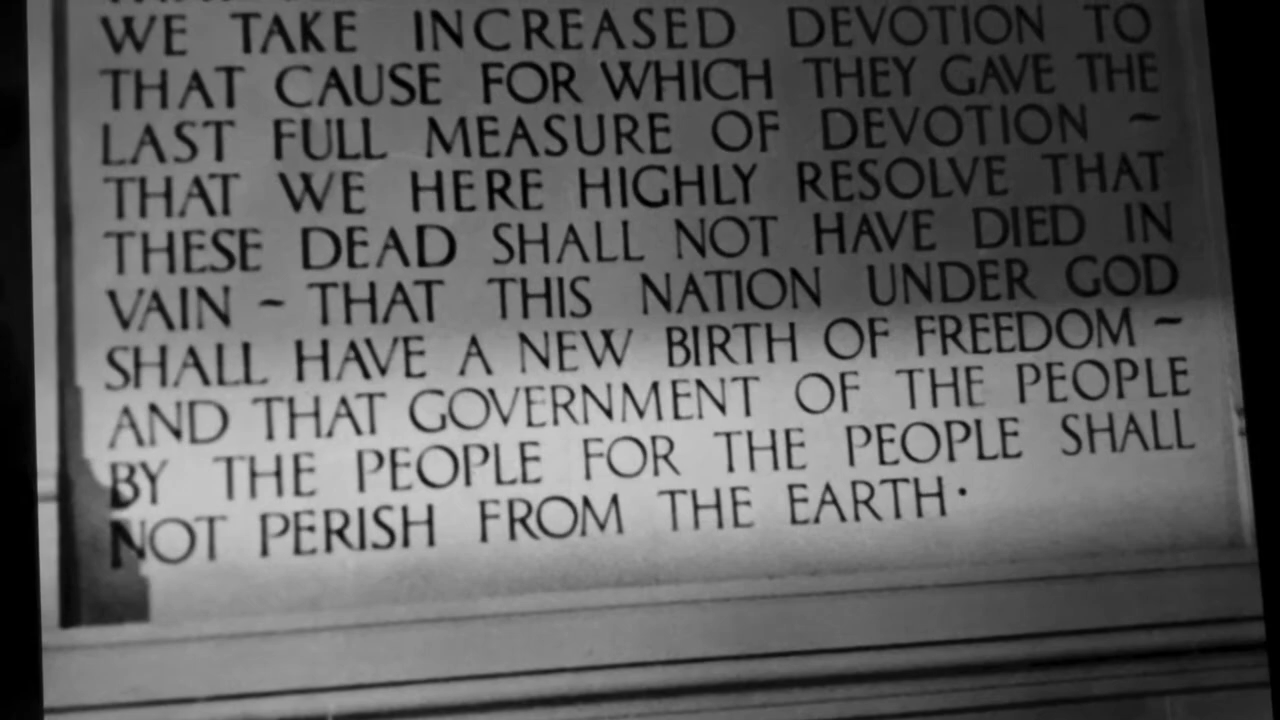 WE TAKE INCREASED DEVOTION TO
THAT CAUSE FOR WHICH THEY GAVE THE
LAST FULL MEASURE OF DEVOTION ~
THAT WE HERE HIGHLY RESOLVE THAT
THESE DEAD SHALL NOT HAVE DIED IN
VAIN ~ THAT THIS NATION UNDER GOD
SHALL HAVE A NEW BIRTH OF FREEDOM ~
AND THAT GOVERNMENT OF THE PEOPLE
BY THE PEOPLE FOR THE PEOPLE SHALL
NOT PERISH FROM THE EARTH·